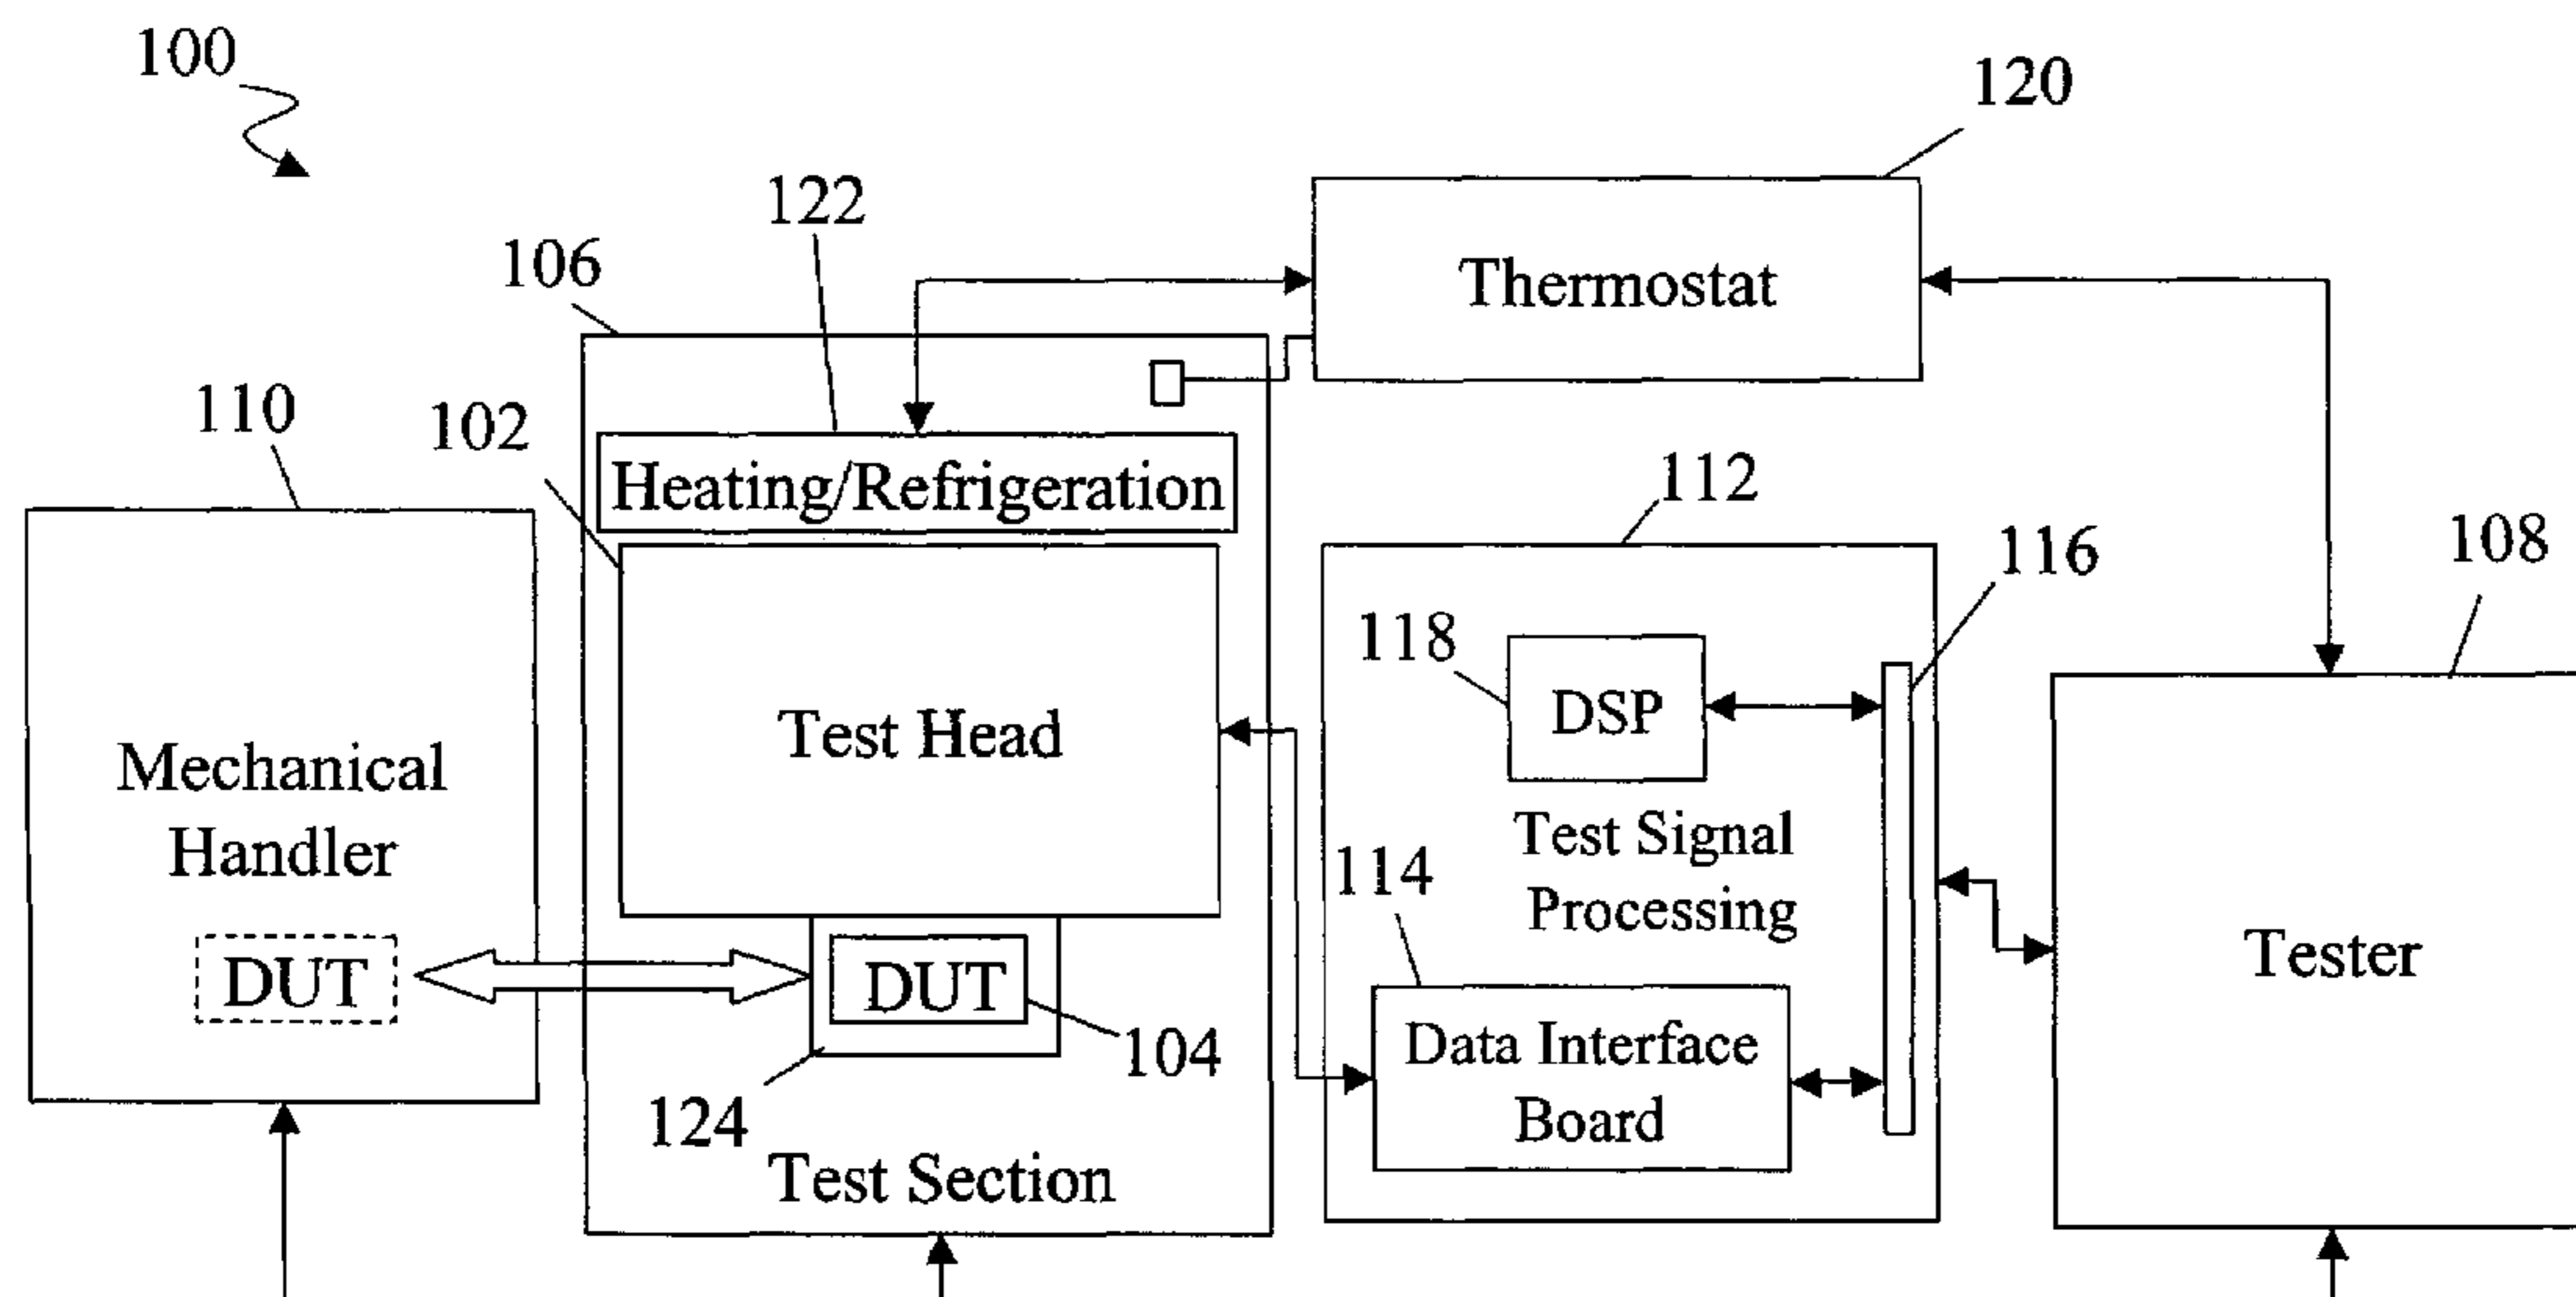 100
120
122
106
Thermostat
110
102
Heating/Refrigeration
112
116
108
118
DSP
Test Head
Mechanical
Handler
Test Signal
Processing
114
Tester
DUT
DUT
Data Interface
Board
104
124
Test Section